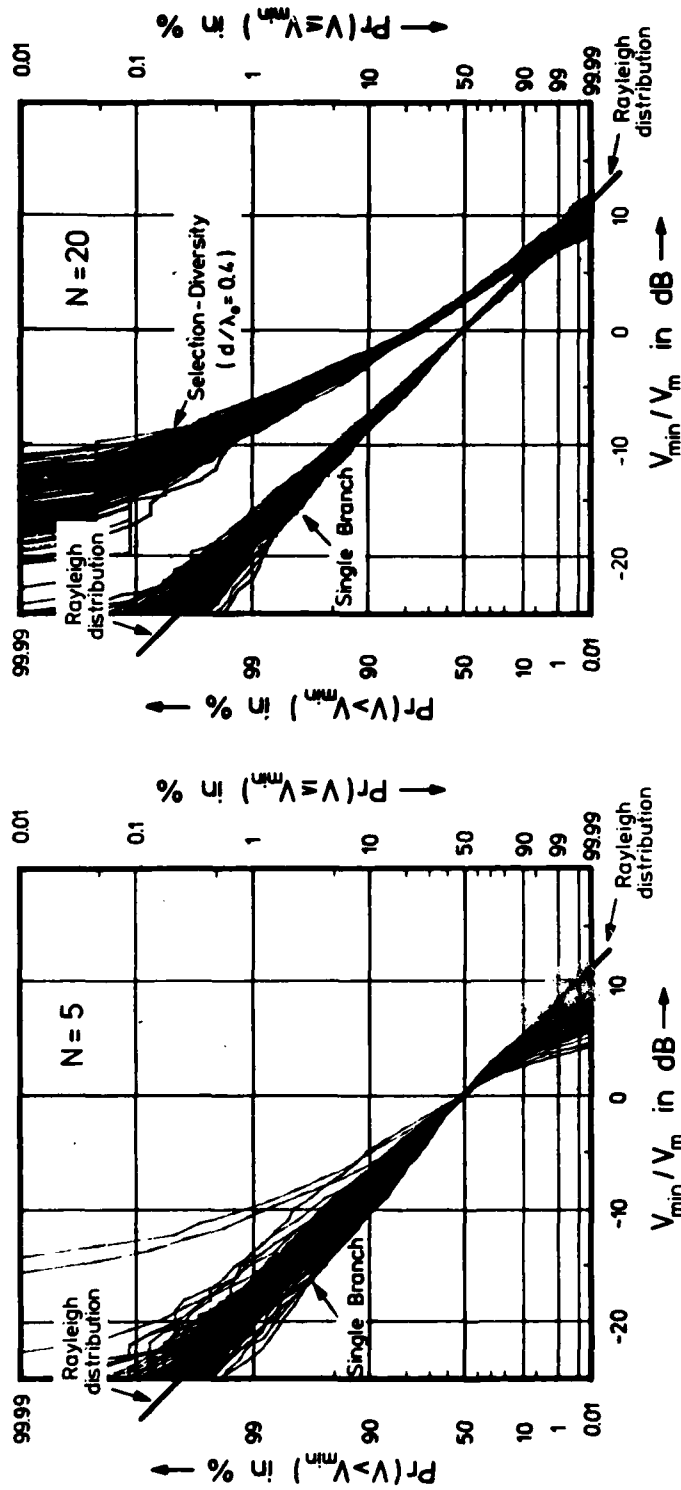 Pr(V>V_min) in % →
Pr(V≦V_min) in % →
99.99
99
90
50
10
1
0.01
0.01
0.1
1
10
50
90
99
99.99
N = 5
Rayleigh
distribution
Single Branch
Rayleigh
distribution
-20
-10
0
10
V_min / V_m in dB →
Pr(V>V_min) in % →
Pr(V≦V_min) in % →
99.99
99
90
50
10
1
0.01
0.01
0.1
1
10
50
90
99
99.99
N = 20
Rayleigh
distribution
Selection-Diversity
(d/λ₀ = 0.4)
Single Branch
Rayleigh
distribution
-20
-10
0
10
V_min / V_m in dB →